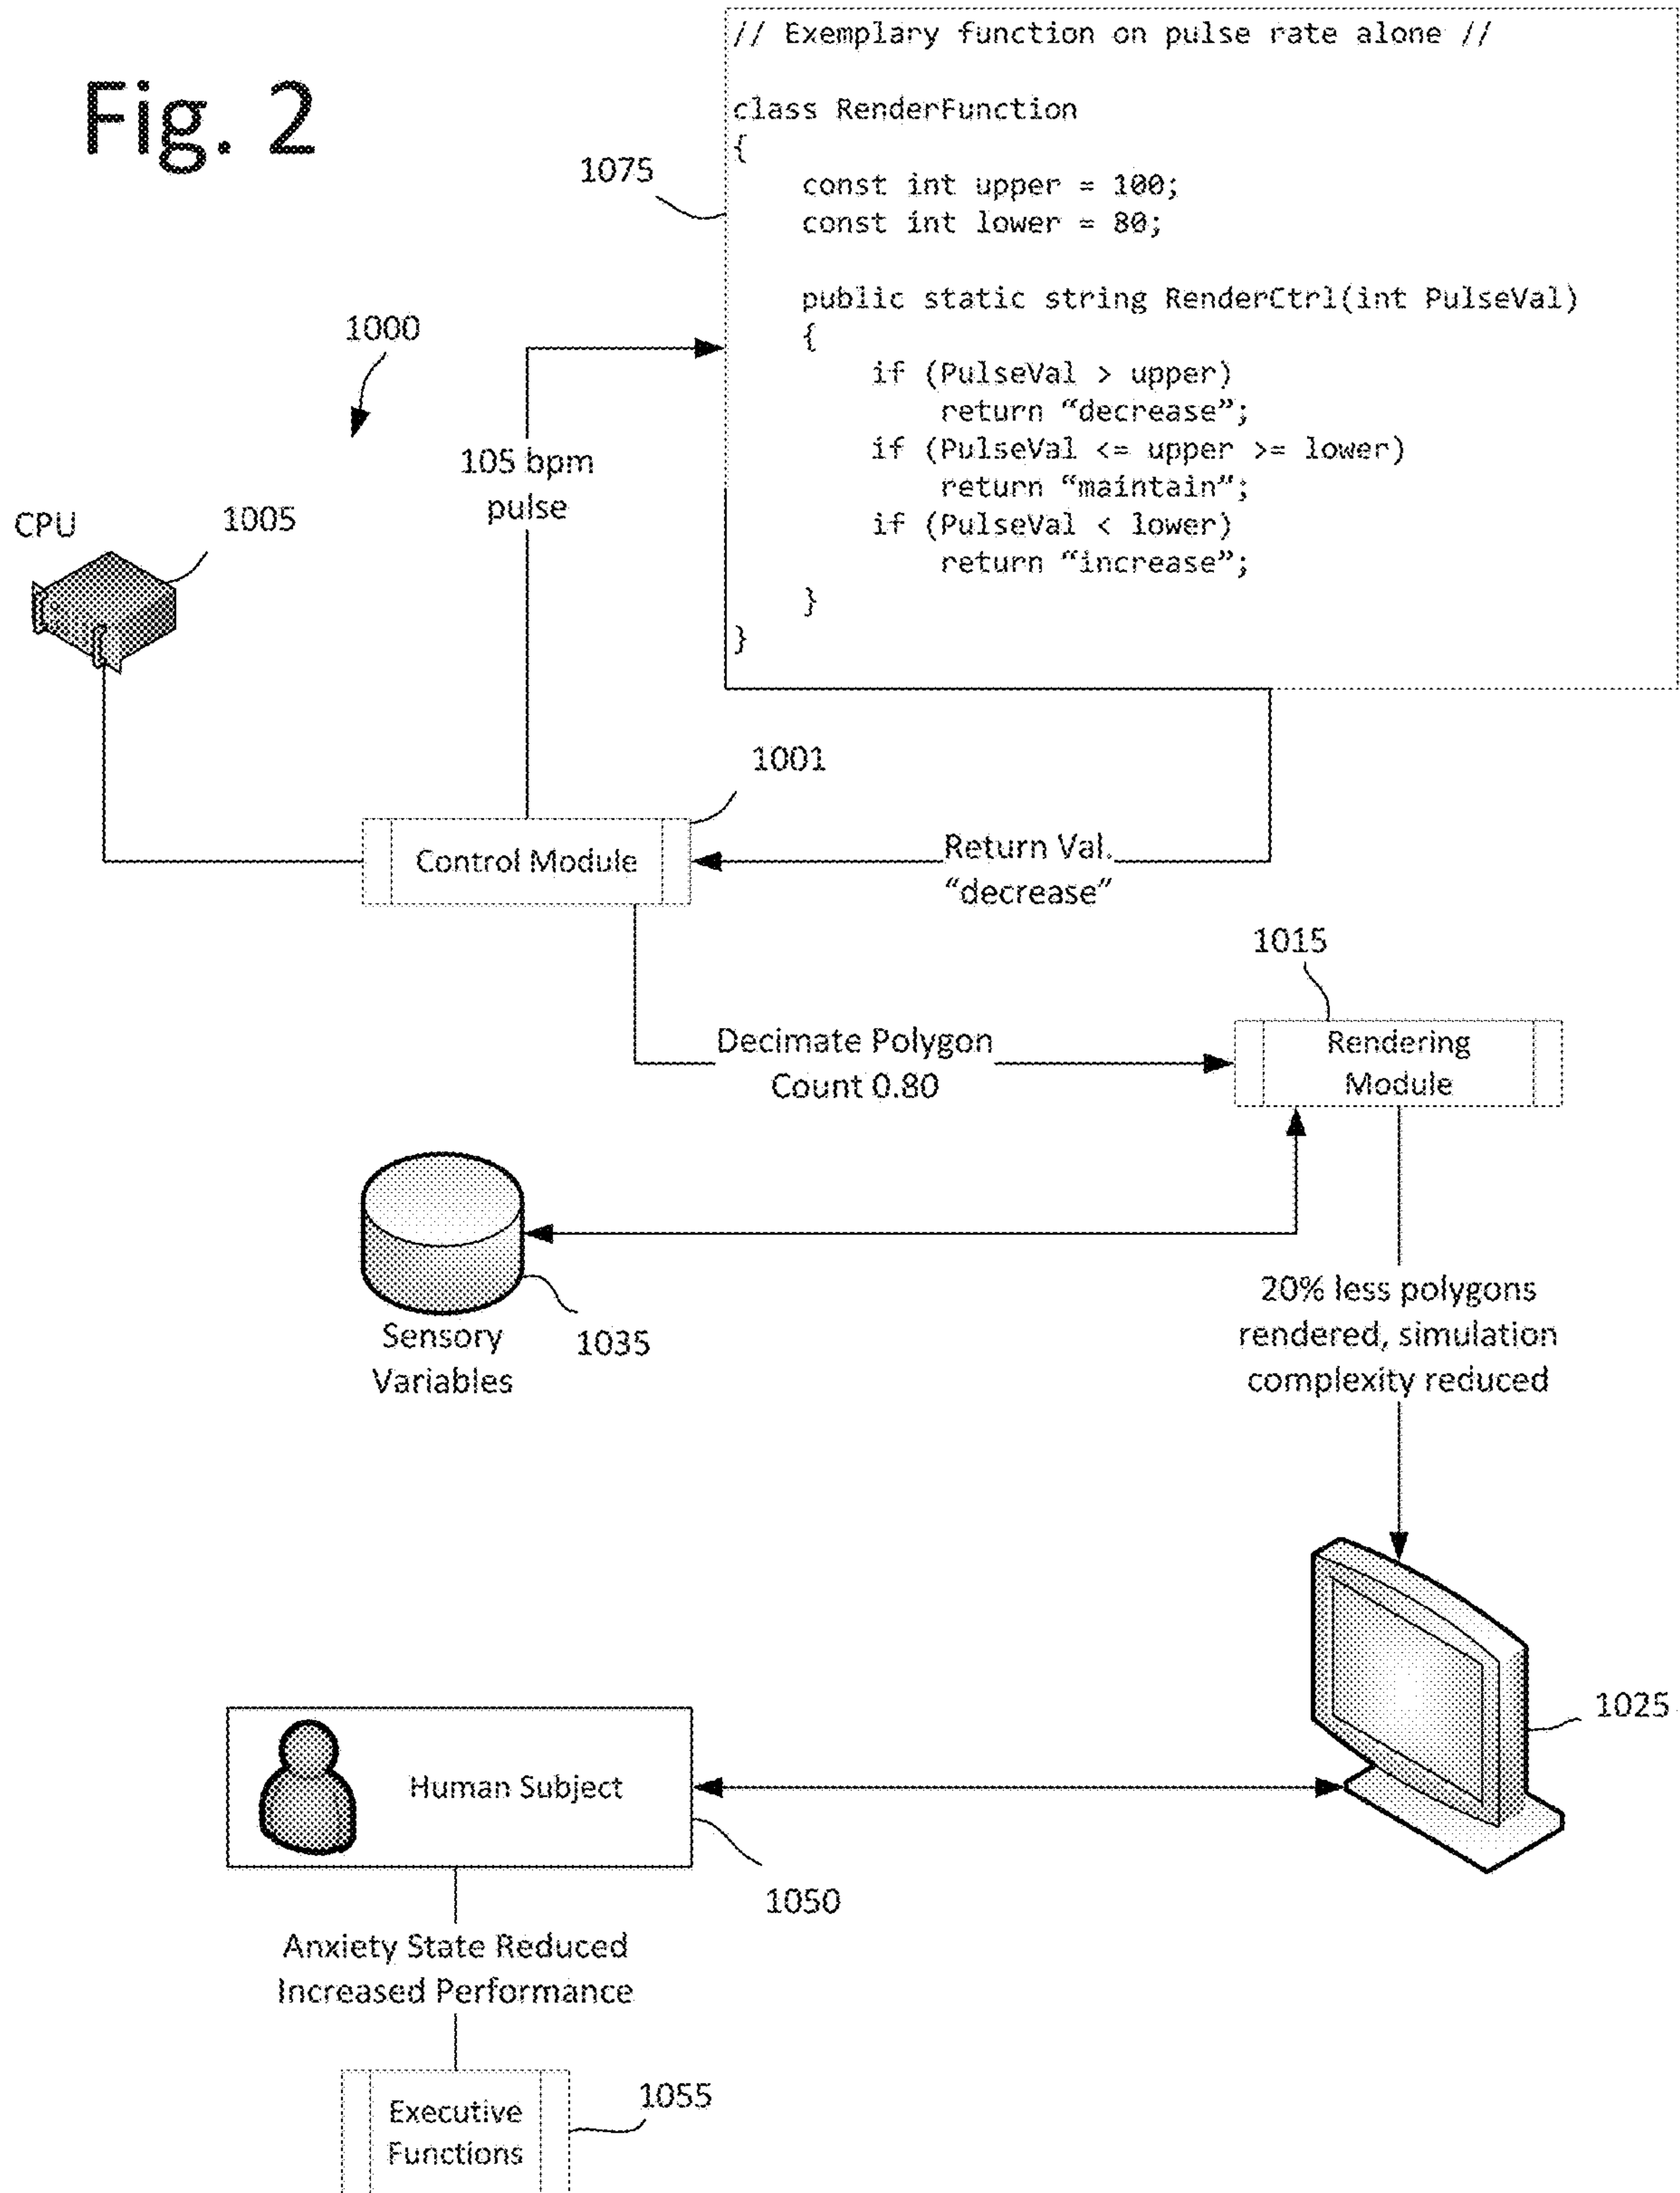 Fig. 2
// Exemplary function on pulse rate alone //
class RenderFunction
{
const int upper = 100;
const int lower = 80;
public static string RenderCtrl(int PulseVal)
{
if (PulseVal > upper)
return “decrease”;
if (PulseVal <= upper >= lower)
return “maintain”;
if (PulseVal < lower)
return “increase”;
}
}
1075
1000
105 bpm
pulse
CPU
1005
1001
Control Module
Return Val.
“decrease”
1015
Decimate Polygon
Count 0.80
Rendering
Module
Sensory
Variables
1035
20% less polygons
rendered, simulation
complexity reduced
1025
Human Subject
1050
Anxiety State Reduced
Increased Performance
1055
Executive
Functions